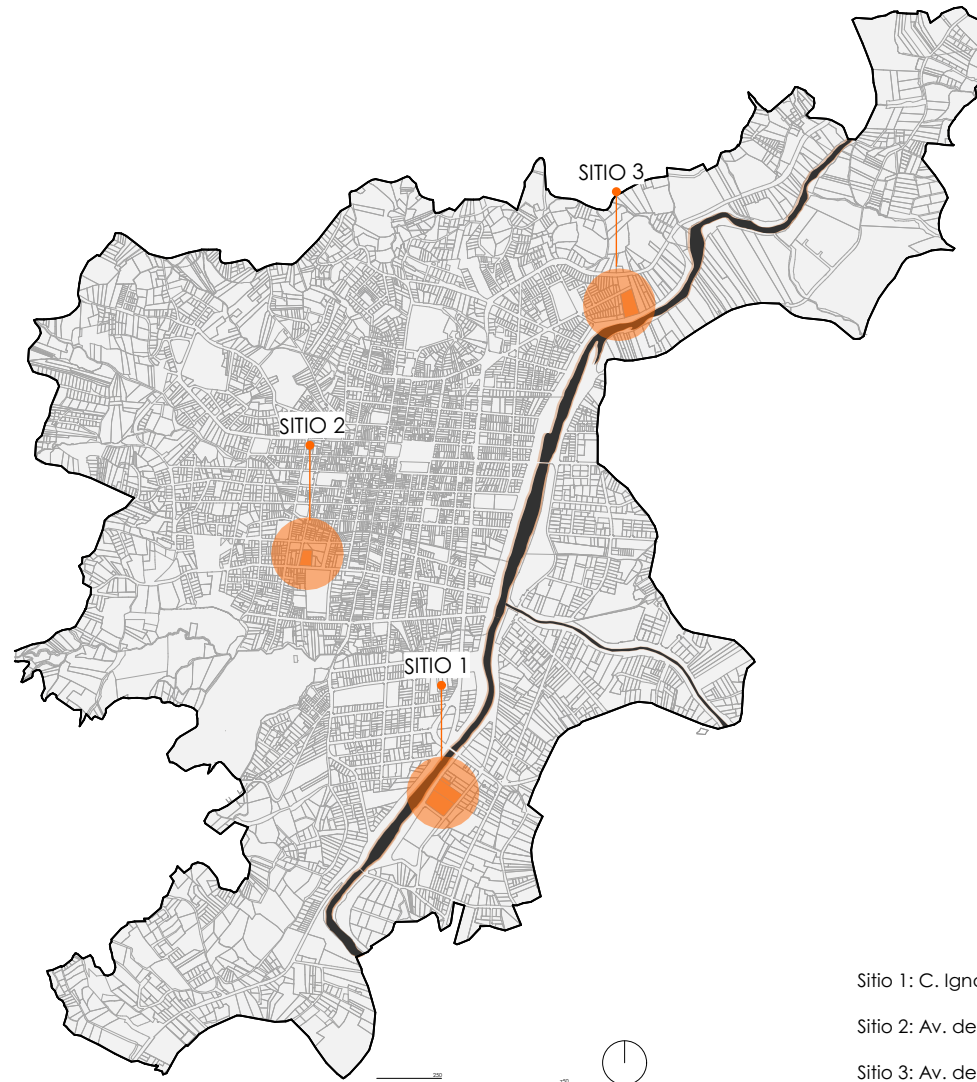 SITIO 3
SITIO 2
SITIO 1
Sitio 1: C. Igna
Sitio 2: Av. de
Sitio 3: Av. de
250